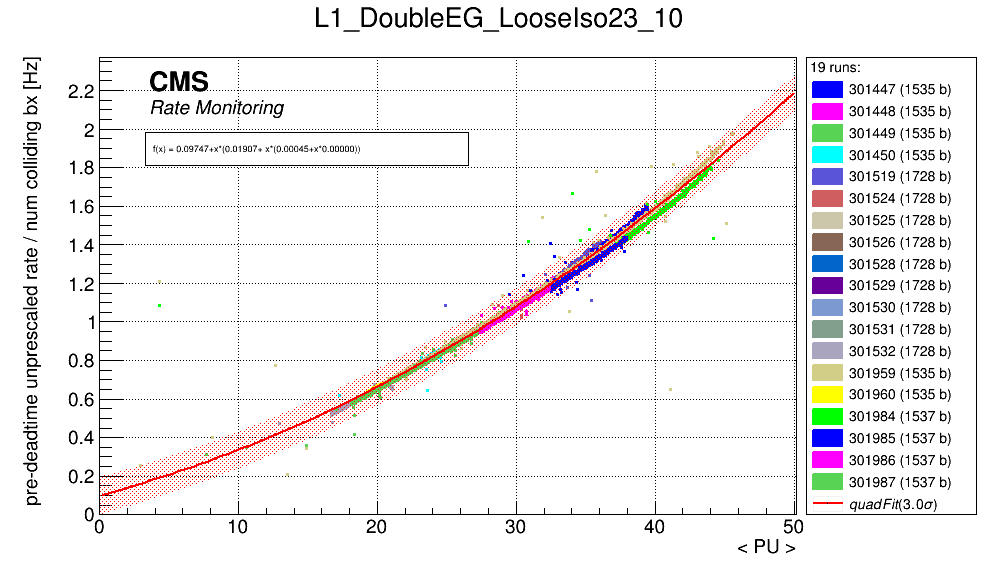 L1_DoubleEG_LooseIso23_10
pre-deadtime unprescaled rate / num colliding bx [Hz]
CMS
Rate Monitoring
f(x) = 0.09747+x*(0.01907+ x*(0.00045+x*0.00000))
2.2
2
1.8
1.6
1.4
1.2
1
0.8
0.6
0.4
0.2
0
0 10 20 30 40 50
< PU >
19 runs:
301447 (1535 b)
301448 (1535 b)
301449 (1535 b)
301450 (1535 b)
301519 (1728 b)
301524 (1728 b)
301525 (1728 b)
301526 (1728 b)
301528 (1728 b)
301529 (1728 b)
301530 (1728 b)
301531 (1728 b)
301532 (1728 b)
301959 (1535 b)
301960 (1535 b)
301984 (1537 b)
301985 (1537 b)
301986 (1537 b)
301987 (1537 b)
quadFit(3.0σ)